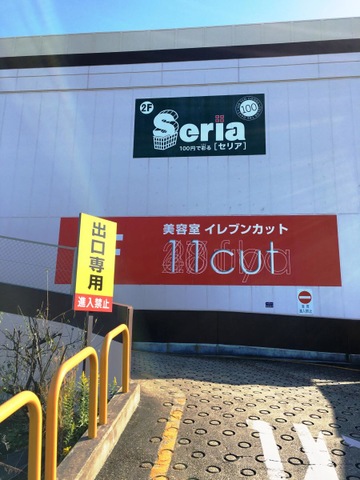 2F
Seria
100
100円で彩る [セリア]
美容室 イレブンカット
11cut
出口専用
進入禁止